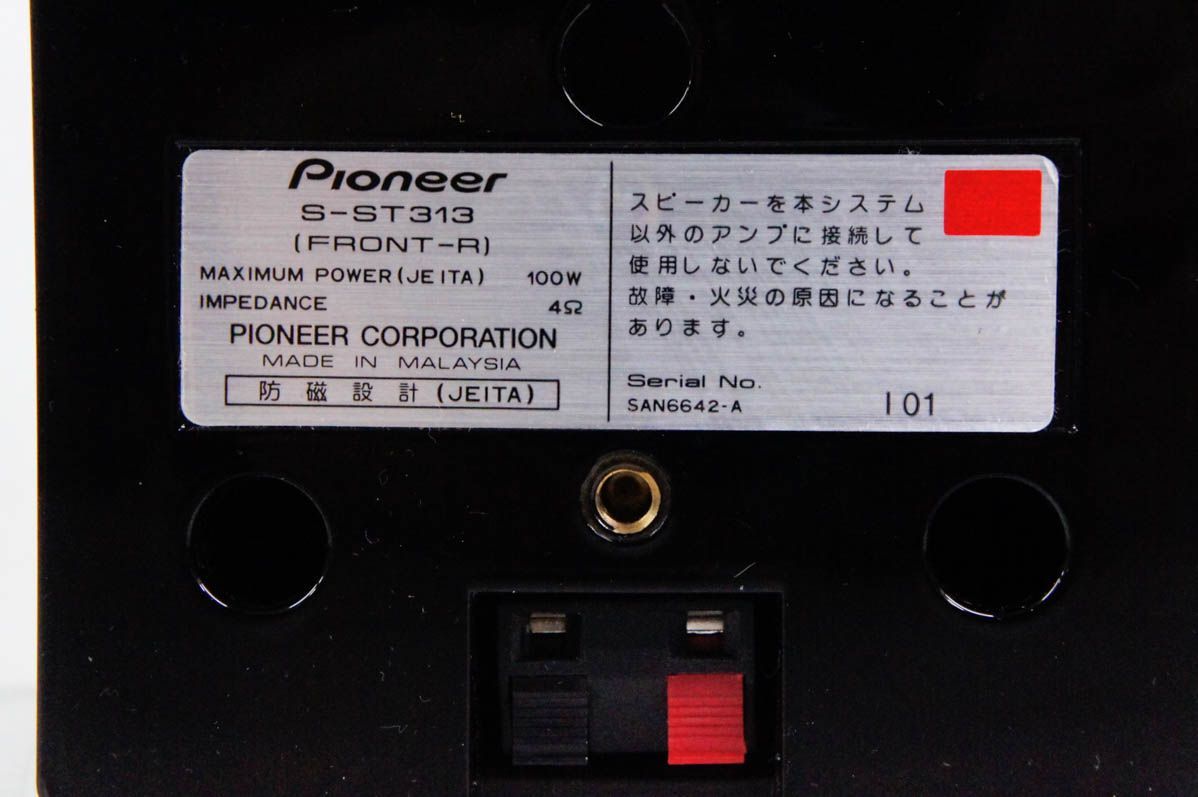 Pioneer
S-ST313
(FRONT-R)
MAXIMUM POWER (JEITA) 100W
IMPEDANCE 4Ω
PIONEER CORPORATION
MADE IN MALAYSIA
防磁設計 (JEITA)
スピーカーを本システム
以外のアンプに接続して
使用しないでください。
故障・火災の原因になることが
あります。
Serial No.
SAN6642-A I01